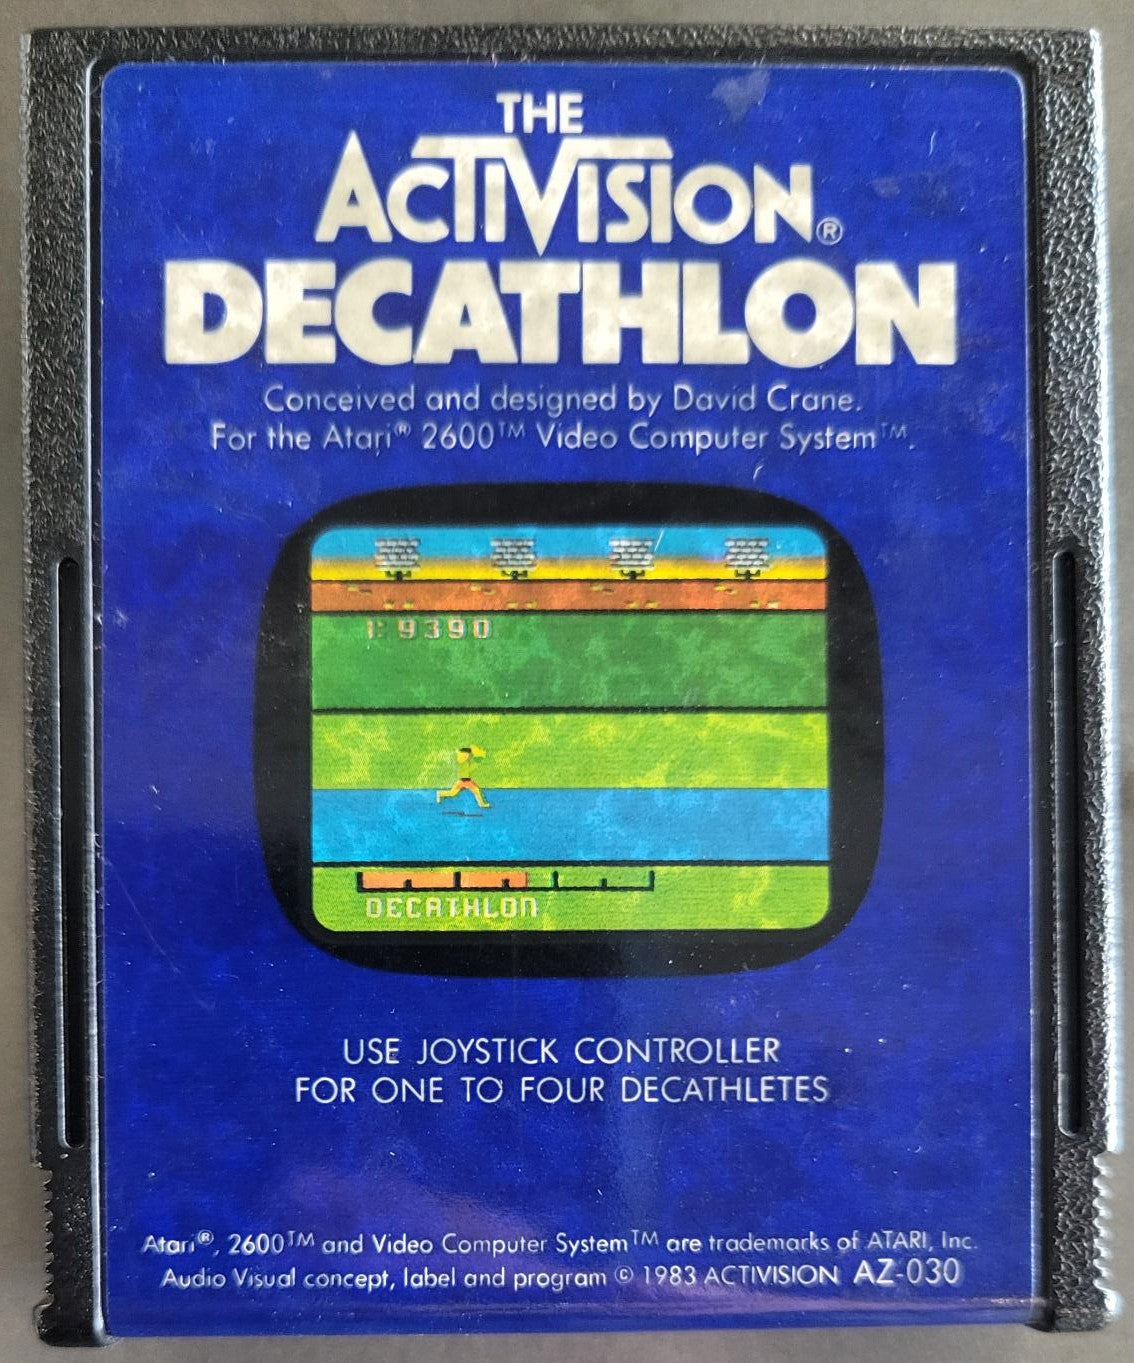 THE
ACTIVISION®
DECATHLON
Conceived and designed by David Crane.
For the Atari® 2600™ Video Computer System™.
1: 9390
DECATHLON
USE JOYSTICK CONTROLLER
FOR ONE TO FOUR DECATHLETES
Atari®, 2600™ and Video Computer System™ are trademarks of ATARI, Inc.
Audio Visual concept, label and program © 1983 ACTIVISION AZ-030